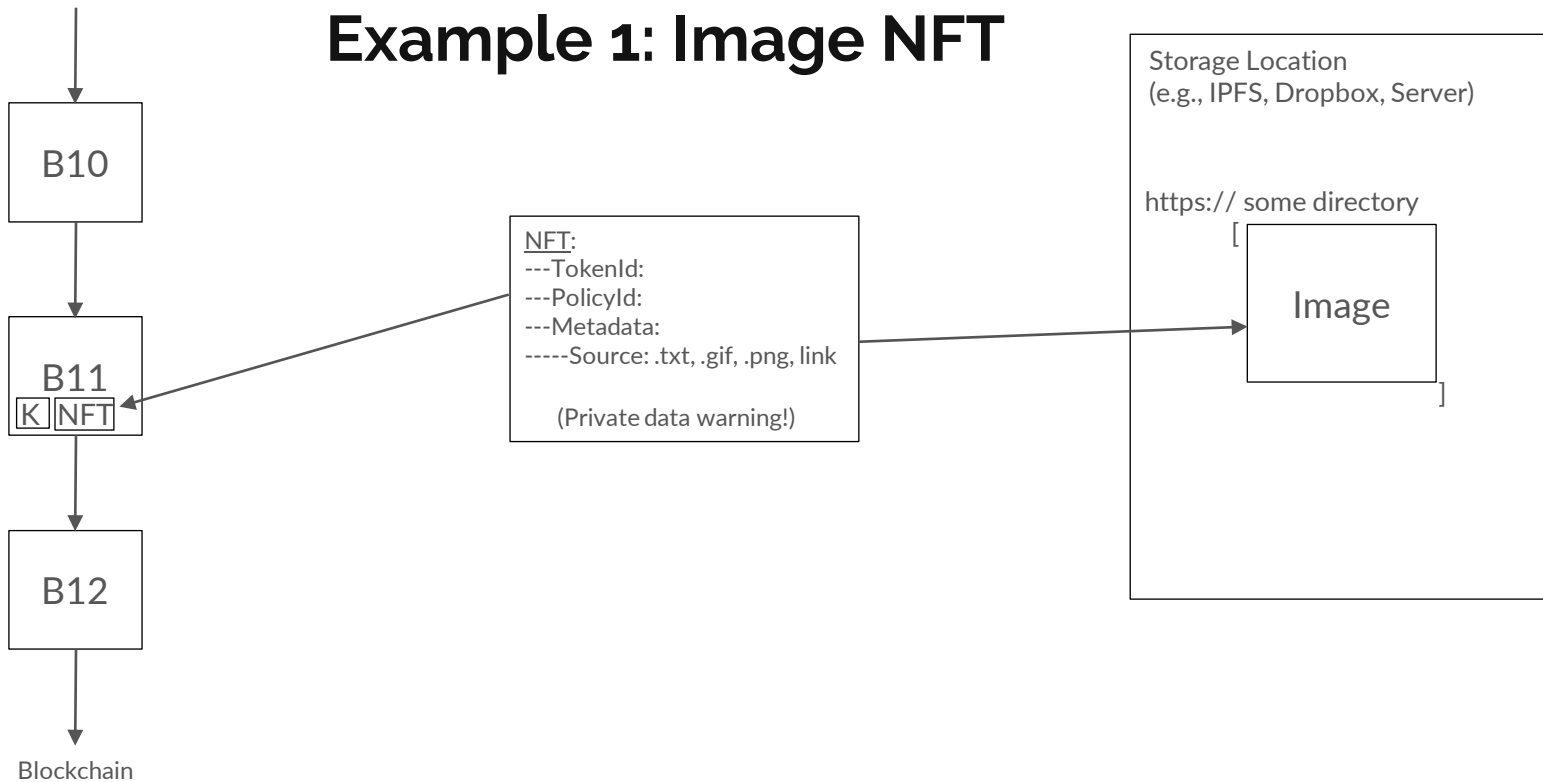 Example 1: Image NFT
B10
B11
K NFT
B12
Blockchain
NFT:
---TokenId:
---PolicyId:
---Metadata:
-----Source: .txt, .gif, .png, link
(Private data warning!)
Storage Location
(e.g., IPFS, Dropbox, Server)
https:// some directory
[
Image
]